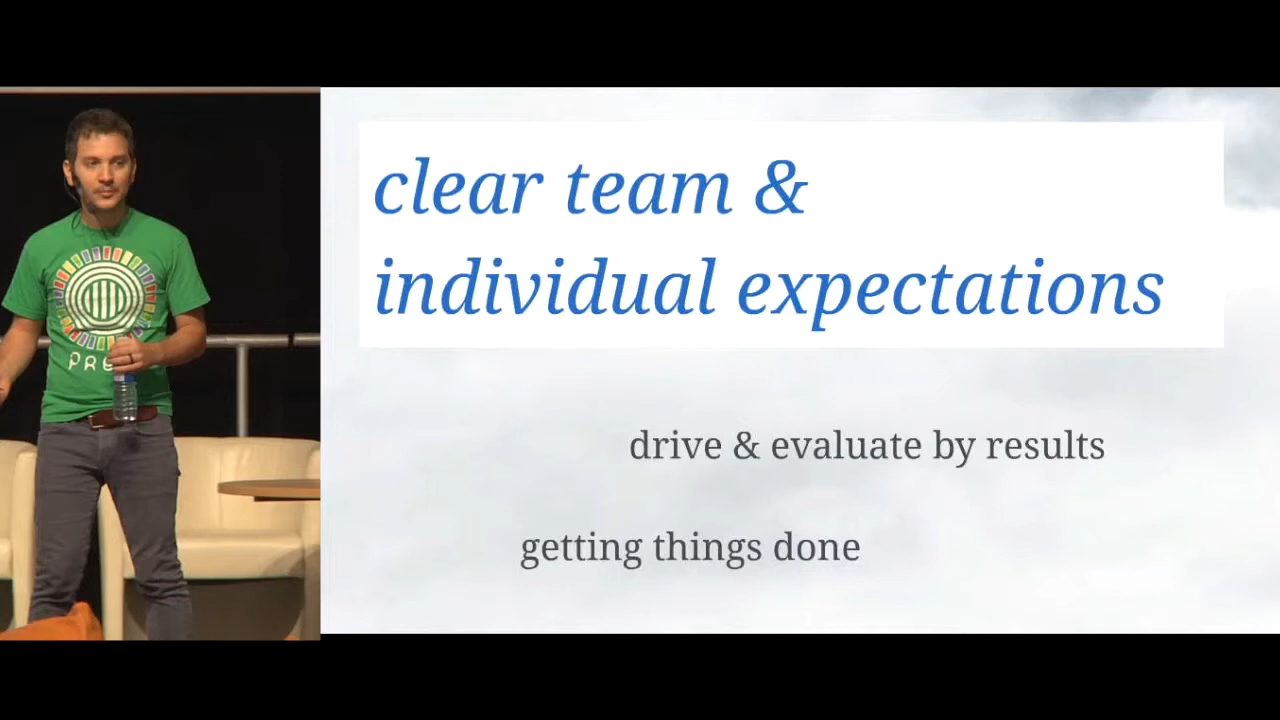 clear team &
individual expectations
drive & evaluate by results
getting things done